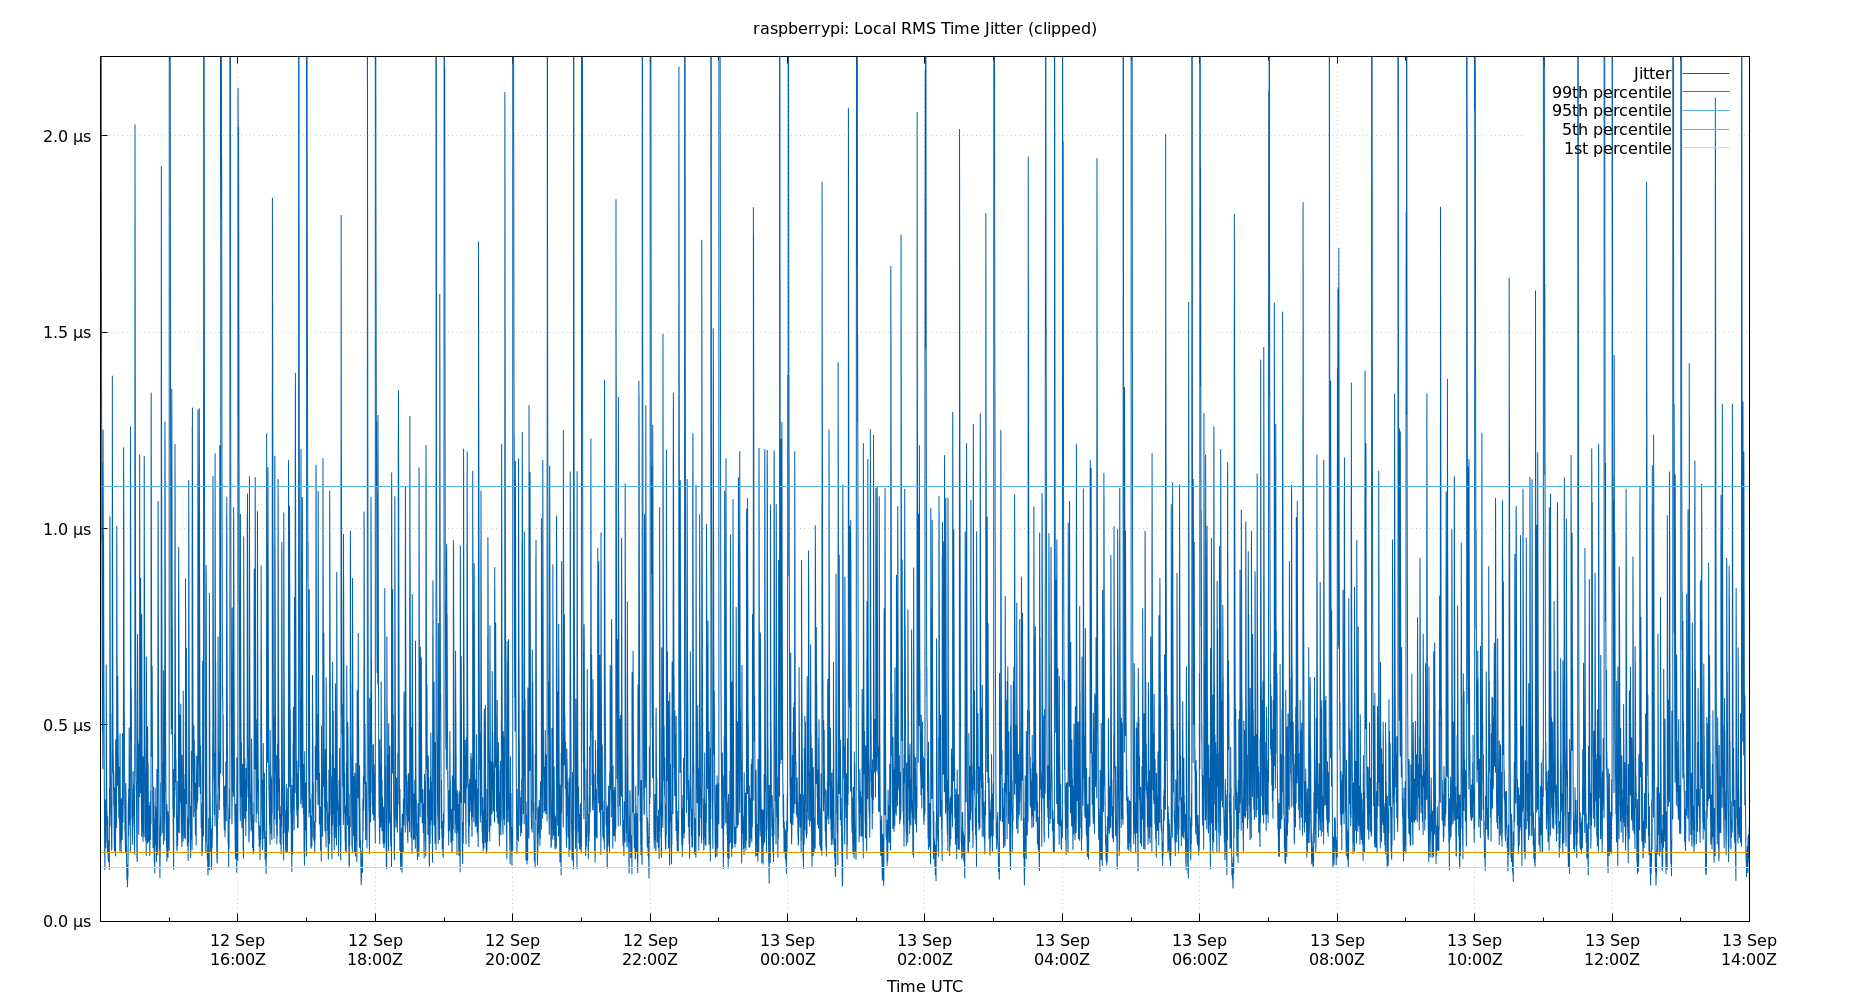 raspberrypi: Local RMS Time Jitter (clipped)
Jitter
99th percentile
95th percentile
5th percentile
1st percentile
2.0 µs
1.5 µs
1.0 µs
0.5 µs
0.0 µs
12 Sep 12 Sep 12 Sep 12 Sep 13 Sep 13 Sep 13 Sep 13 Sep 13 Sep 13 Sep 13 Sep 13 Sep
16:00Z 18:00Z 20:00Z 22:00Z 00:00Z 02:00Z 04:00Z 06:00Z 08:00Z 10:00Z 12:00Z 14:00Z
Time UTC